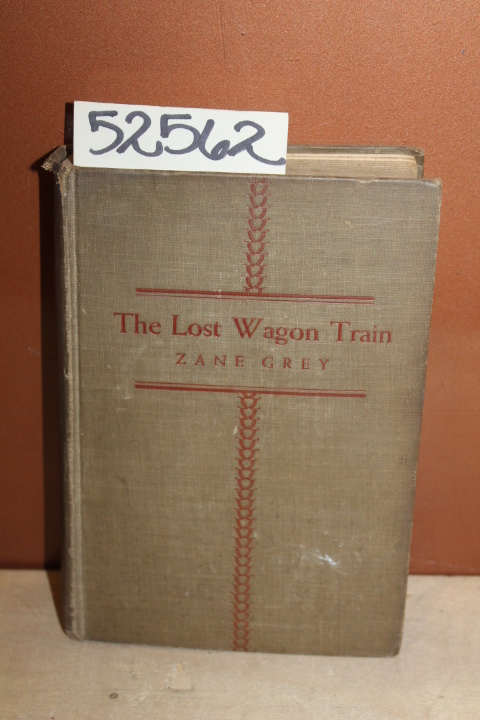 52562
The Lost Wagon Train
ZANE GREY